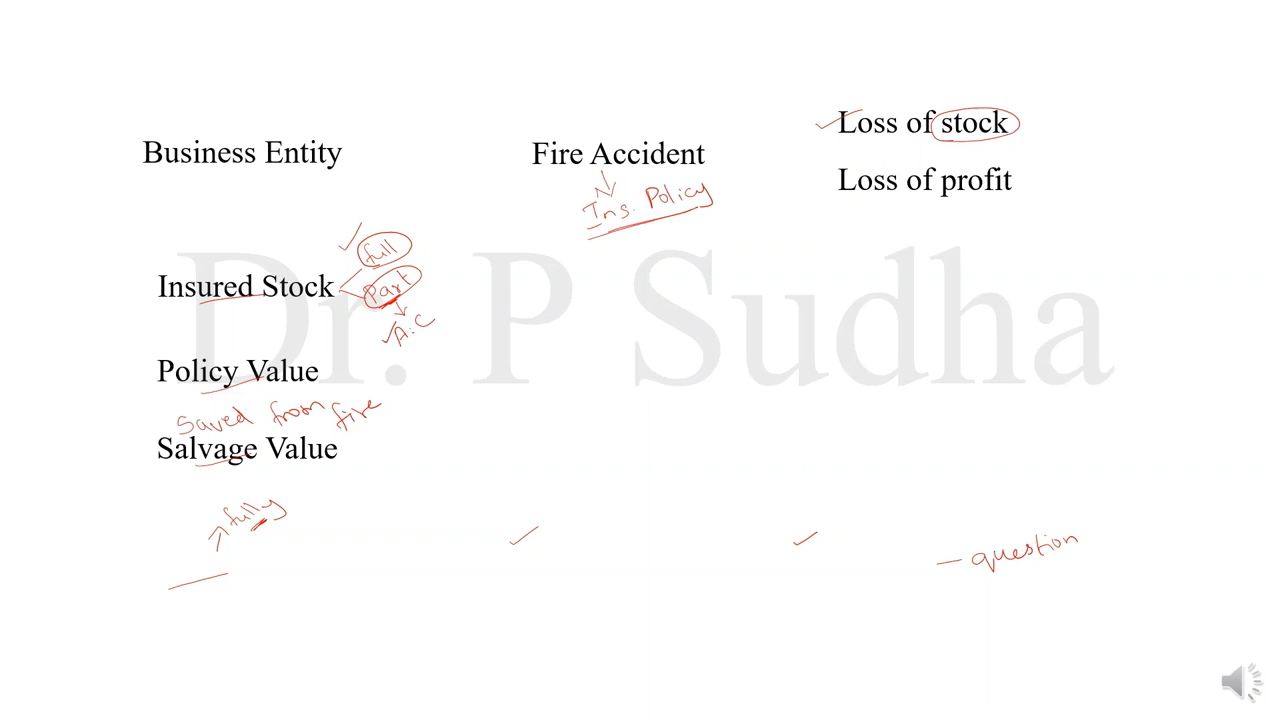 Loss of stock
Business Entity
Fire Accident
Loss of profit
Ins. Policy
full
Insured Stock
Part
A.C
Dr. P Sudha
Policy Value
Saved from fire
Salvage Value
fully
question